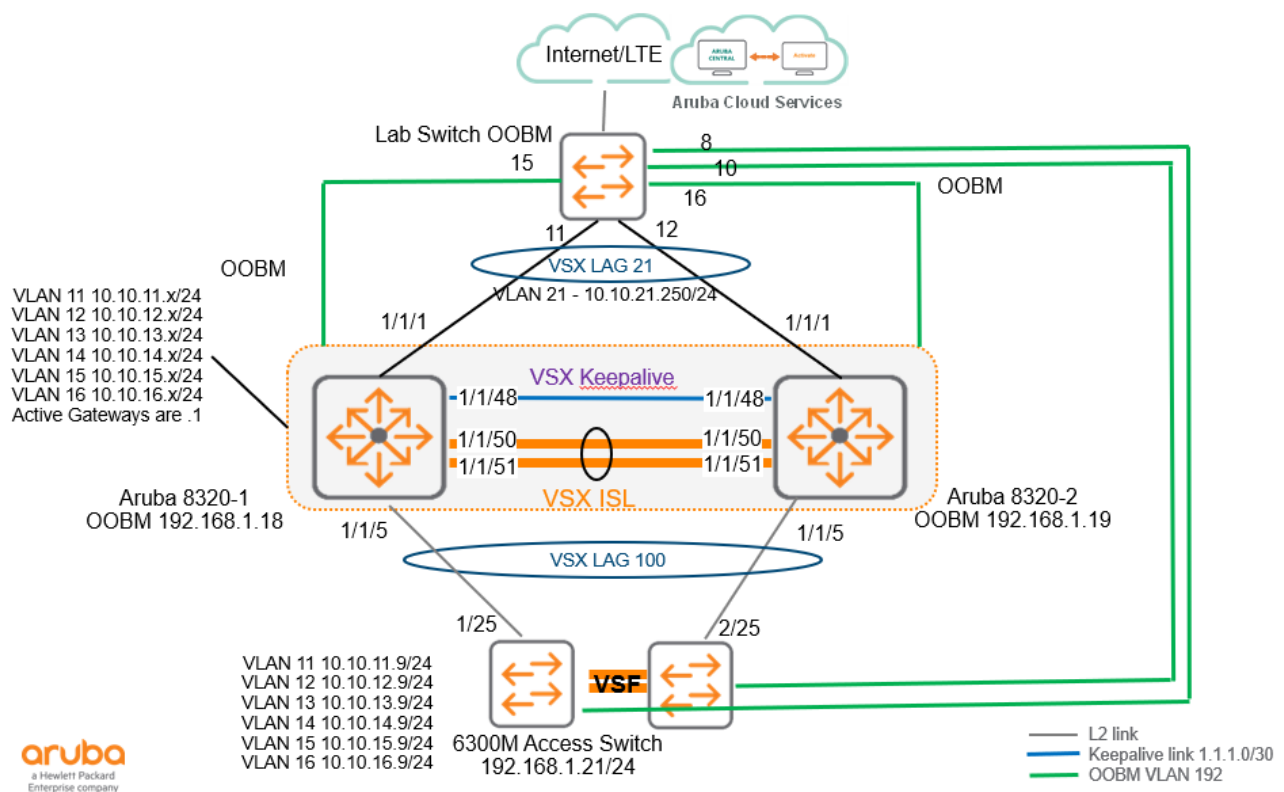 Internet/LTE
ARUBA
CENTRAL
Activate
Aruba Cloud Services
Lab Switch OOBM
8
15
10
16
OOBM
11
12
VSX LAG 21
OOBM
VLAN 21 - 10.10.21.250/24
VLAN 11 10.10.11.x/24
VLAN 12 10.10.12.x/24
VLAN 13 10.10.13.x/24
VLAN 14 10.10.14.x/24
VLAN 15 10.10.15.x/24
VLAN 16 10.10.16.x/24
Active Gateways are .1
1/1/1
1/1/1
VSX Keepalive
1/1/48
1/1/48
1/1/50
1/1/50
1/1/51
1/1/51
VSX ISL
Aruba 8320-1
OOBM 192.168.1.18
Aruba 8320-2
OOBM 192.168.1.19
1/1/5
1/1/5
VSX LAG 100
1/25
2/25
VLAN 11 10.10.11.9/24
VLAN 12 10.10.12.9/24
VLAN 13 10.10.13.9/24
VLAN 14 10.10.14.9/24
VLAN 15 10.10.15.9/24
VLAN 16 10.10.16.9/24
VSF
6300M Access Switch
192.168.1.21/24
L2 link
Keepalive link 1.1.1.0/30
OOBM VLAN 192
aruba
a Hewlett Packard
Enterprise company